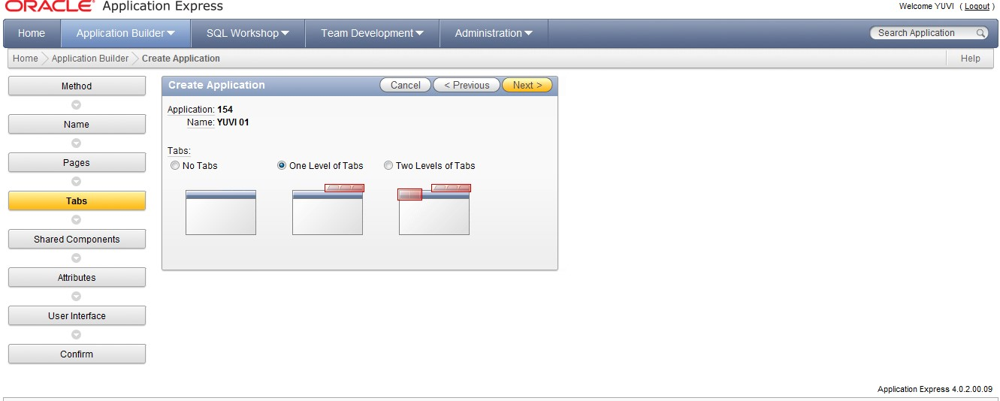 ORACLE Application Express
Welcome YUVI ( Logout )
Home Application Builder SQL Workshop Team Development Administration Search Application
Home Application Builder Create Application Help
Method
Name
Pages
Tabs
Shared Components
Attributes
User Interface
Confirm
Create Application Cancel < Previous Next >
Application: 154
Name: YUVI 01
Tabs:
No Tabs One Level of Tabs Two Levels of Tabs
Application Express 4.0.2.00.09